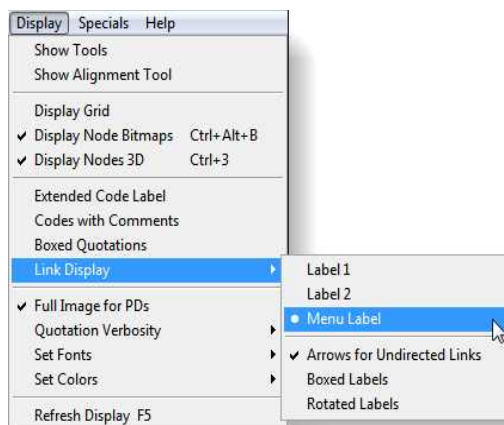 Display Specials Help
Show Tools
Show Alignment Tool
Display Grid
Display Node Bitmaps Ctrl+Alt+B
Display Nodes 3D Ctrl+3
Extended Code Label
Codes with Comments
Boxed Quotations
Link Display
Full Image for PDs
Quotation Verbosity
Set Fonts
Set Colors
Refresh Display F5
Label 1
Label 2
Menu Label
Arrows for Undirected Links
Boxed Labels
Rotated Labels